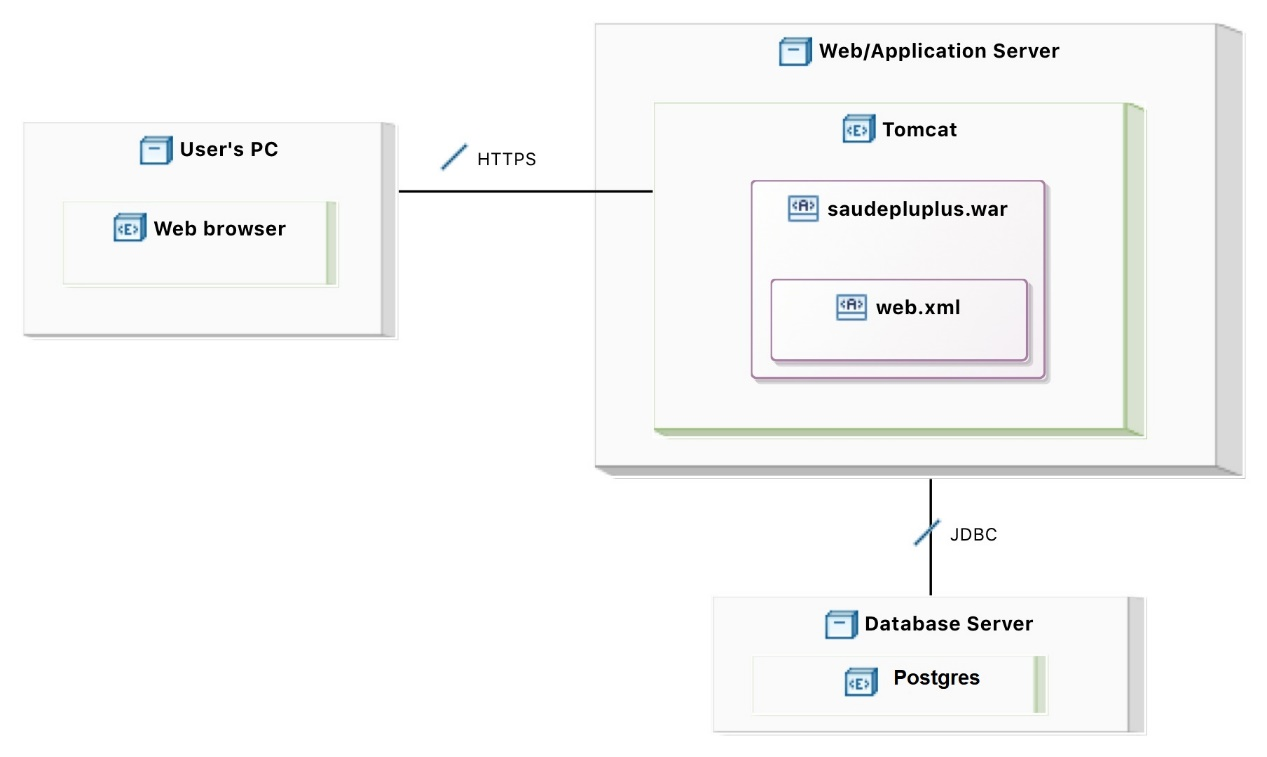 Web/Application Server
Tomcat
User's PC
HTTPS
Web browser
saudepluplus.war
web.xml
JDBC
Database Server
Postgres